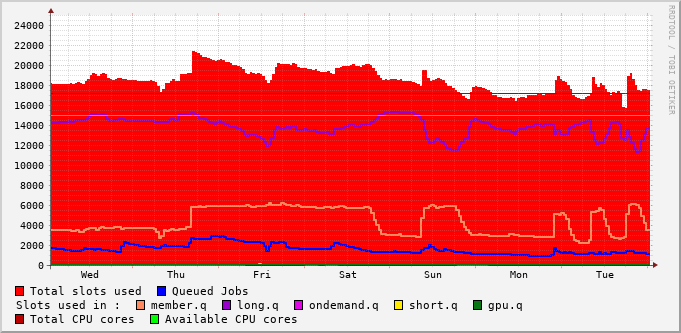 RRDTOOL / TOBI OETIKER
24000
22000
20000
18000
16000
14000
12000
10000
8000
6000
4000
2000
0
Wed Thu Fri Sat Sun Mon Tue
Total slots used Queued Jobs
Slots used in : member.q long.q ondemand.q short.q gpu.q
Total CPU cores Available CPU cores